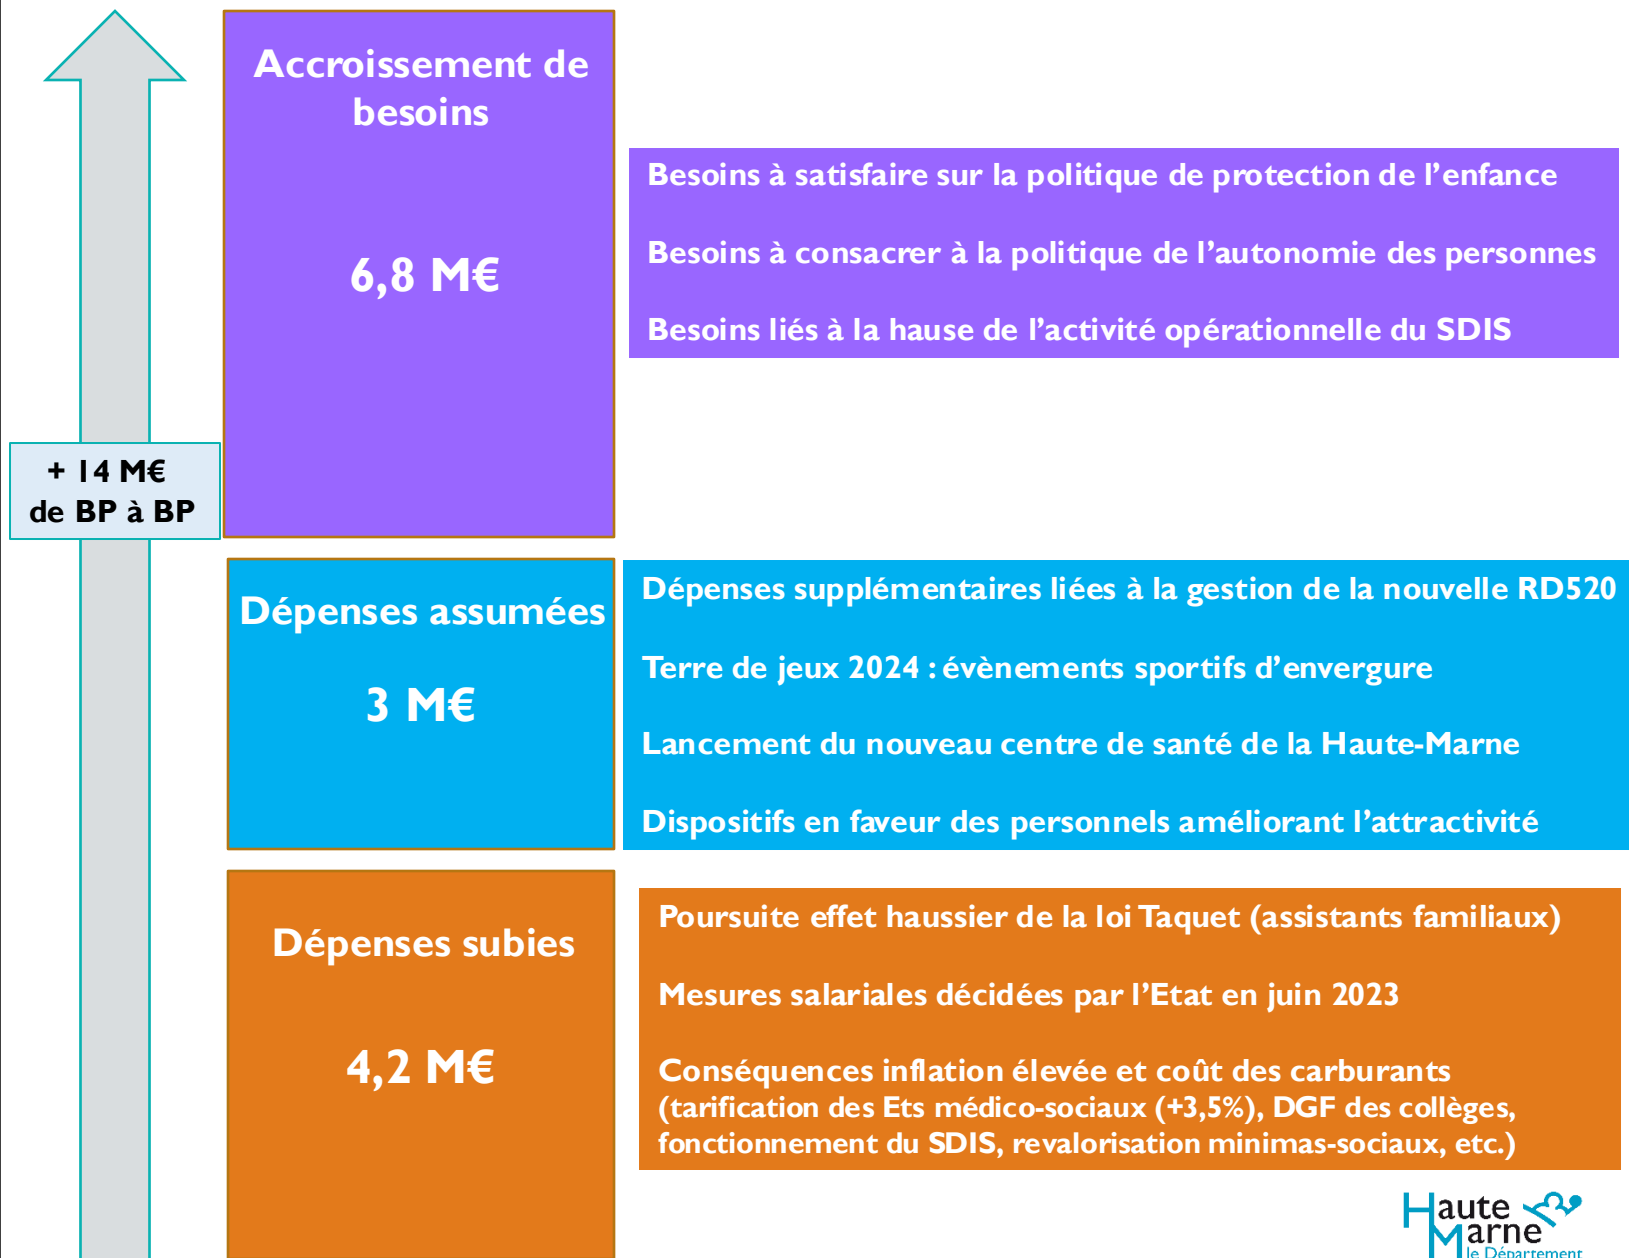 Accroissement de
besoins
6,8 M€
Besoins à satisfaire sur la politique de protection de l’enfance
Besoins à consacrer à la politique de l’autonomie des personnes
Besoins liés à la hause de l’activité opérationnelle du SDIS
+ 14 M€
de BP à BP
Dépenses assumées
3 M€
Dépenses supplémentaires liées à la gestion de la nouvelle RD520
Terre de jeux 2024 : évènements sportifs d’envergure
Lancement du nouveau centre de santé de la Haute-Marne
Dispositifs en faveur des personnels améliorant l’attractivité
Dépenses subies
4,2 M€
Poursuite effet haussier de la loi Taquet (assistants familiaux)
Mesures salariales décidées par l’Etat en juin 2023
Conséquences inflation élevée et coût des carburants
(tarification des Ets médico-sociaux (+3,5%), DGF des collèges,
fonctionnement du SDIS, revalorisation minimas-sociaux, etc.)
Haute
Marne
le Département